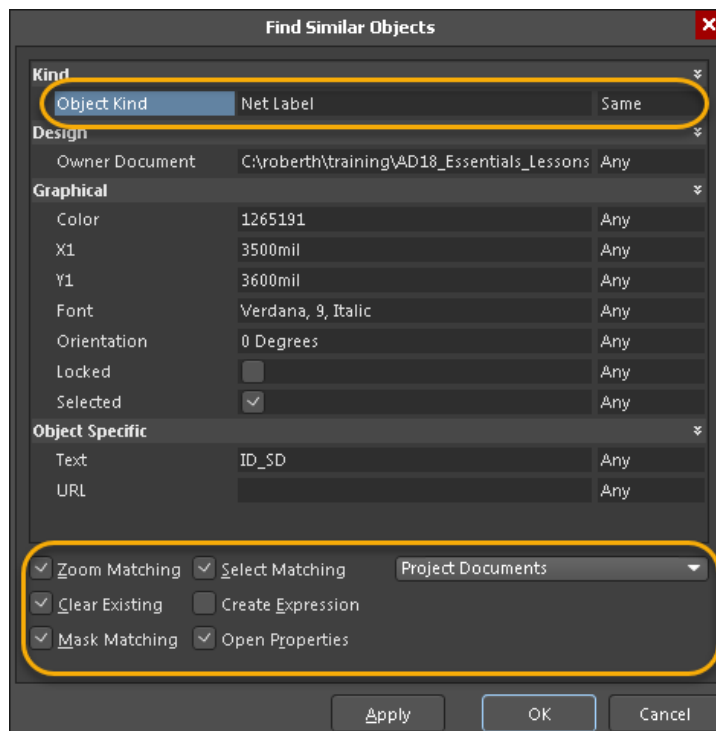 Find Similar Objects
Kind
Object Kind Net Label Same
Design
Owner Document C:\roberth\training\AD18_Essentials_Lessons Any
Graphical
Color 1265191 Any
X1 3500mil Any
Y1 3600mil Any
Font Verdana, 9, Italic Any
Orientation 0 Degrees Any
Locked Any
Selected Any
Object Specific
Text ID_SD Any
URL Any
Zoom Matching Select Matching Project Documents
Clear Existing Create Expression
Mask Matching Open Properties
Apply OK Cancel